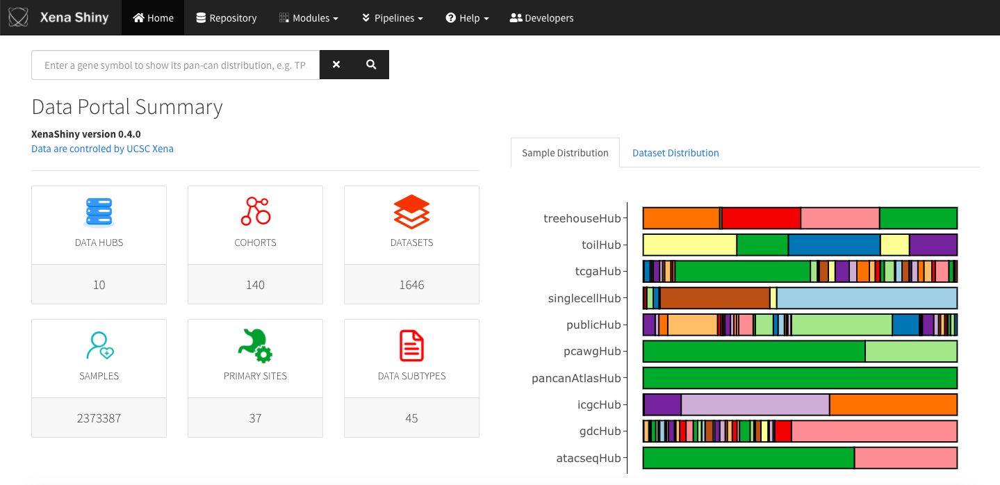 Xena Shiny Home Repository Modules Pipelines Help Developers
Enter a gene symbol to show its pan-can distribution, e.g. TP
Data Portal Summary
XenaShiny version 0.4.0
Data are controled by UCSC Xena
DATA HUBS
10
COHORTS
140
DATASETS
1646
SAMPLES
2373387
PRIMARY SITES
37
DATA SUBTYPES
45
Sample Distribution Dataset Distribution
treehouseHub
toilHub
tcgaHub
singlecellHub
publicHub
pcawgHub
pancanAtlasHub
icgcHub
gdcHub
atacseqHub